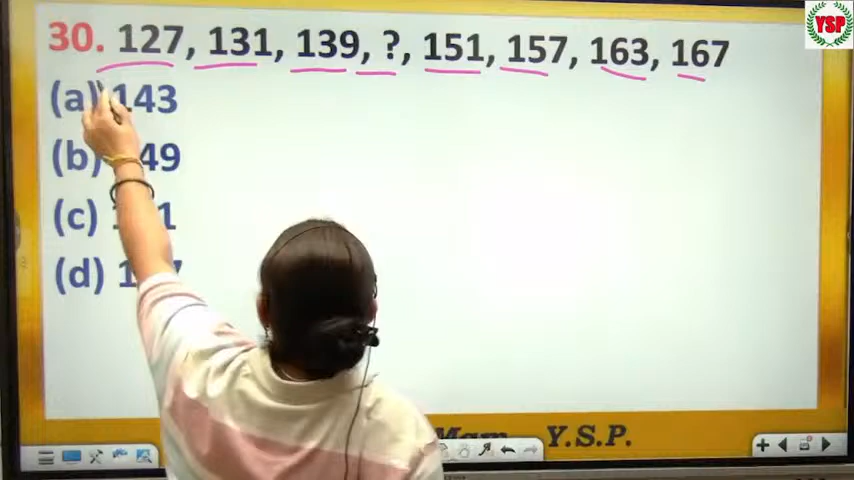 YSP
30. 127, 131, 139, ?, 151, 157, 163, 167
(a) 143
(b)
(c)
(d)
Y.S.P.